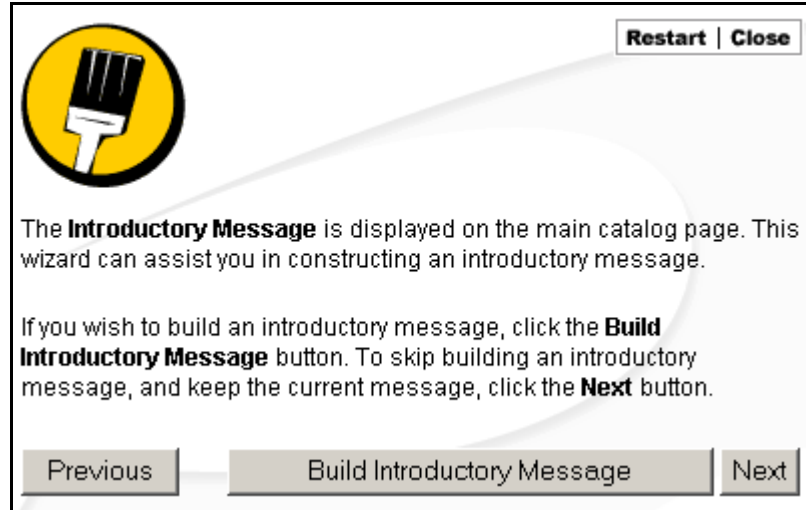 Restart | Close
The Introductory Message is displayed on the main catalog page. This
wizard can assist you in constructing an introductory message.
If you wish to build an introductory message, click the Build
Introductory Message button. To skip building an introductory
message, and keep the current message, click the Next button.
Previous Build Introductory Message Next